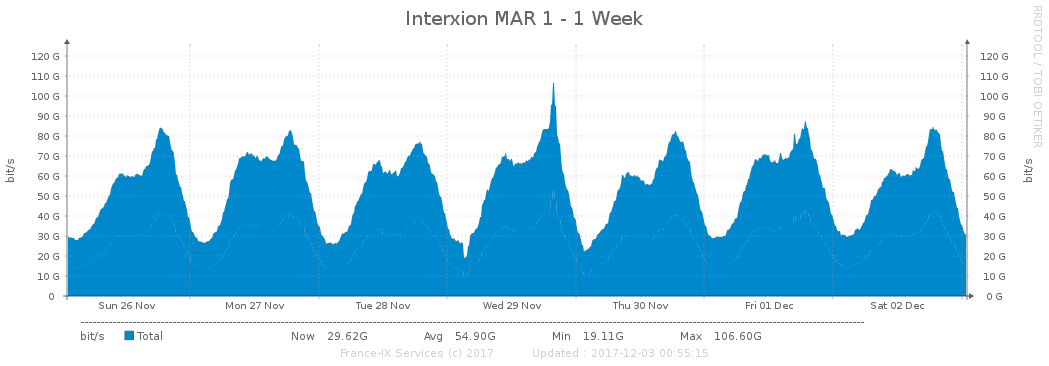 Interxion MAR 1 - 1 Week
RRDTOOL / TOBI OETIKER
bit/s
120 G 120 G
110 G 110 G
100 G 100 G
90 G 90 G
80 G 80 G
70 G 70 G
60 G 60 G
50 G 50 G
40 G 40 G
30 G 30 G
20 G 20 G
10 G 10 G
0 0 G
bit/s
Sun 26 Nov Mon 27 Nov Tue 28 Nov Wed 29 Nov Thu 30 Nov Fri 01 Dec Sat 02 Dec
bit/s Total Now 29.62G Avg 54.90G Min 19.11G Max 106.60G
France-IX Services (c) 2017 Updated : 2017-12-03 00:55:15